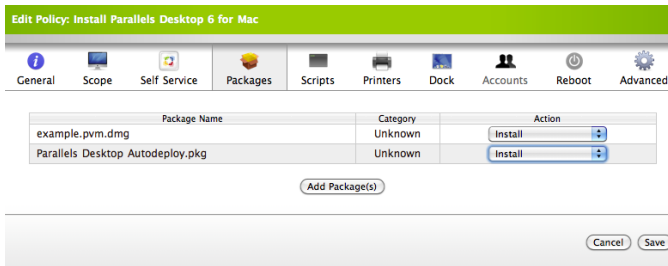 Edit Policy: Install Parallels Desktop 6 for Mac
General Scope Self Service Packages Scripts Printers Dock Accounts Reboot Advanced
Package Name Category Action
example.pvm.dmg Unknown Install
Parallels Desktop Autodeploy.pkg Unknown Install
Add Package(s)
Cancel Save